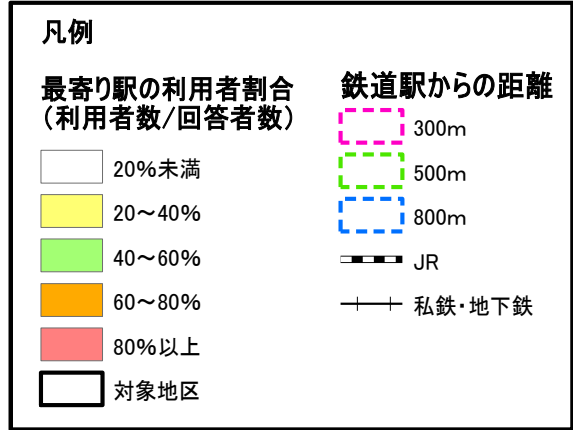 凡例
最寄り駅の利用者割合
（利用者数/回答者数）
20%未満
20～40%
40～60%
60～80%
80%以上
対象地区
鉄道駅からの距離
300m
500m
800m
JR
私鉄・地下鉄